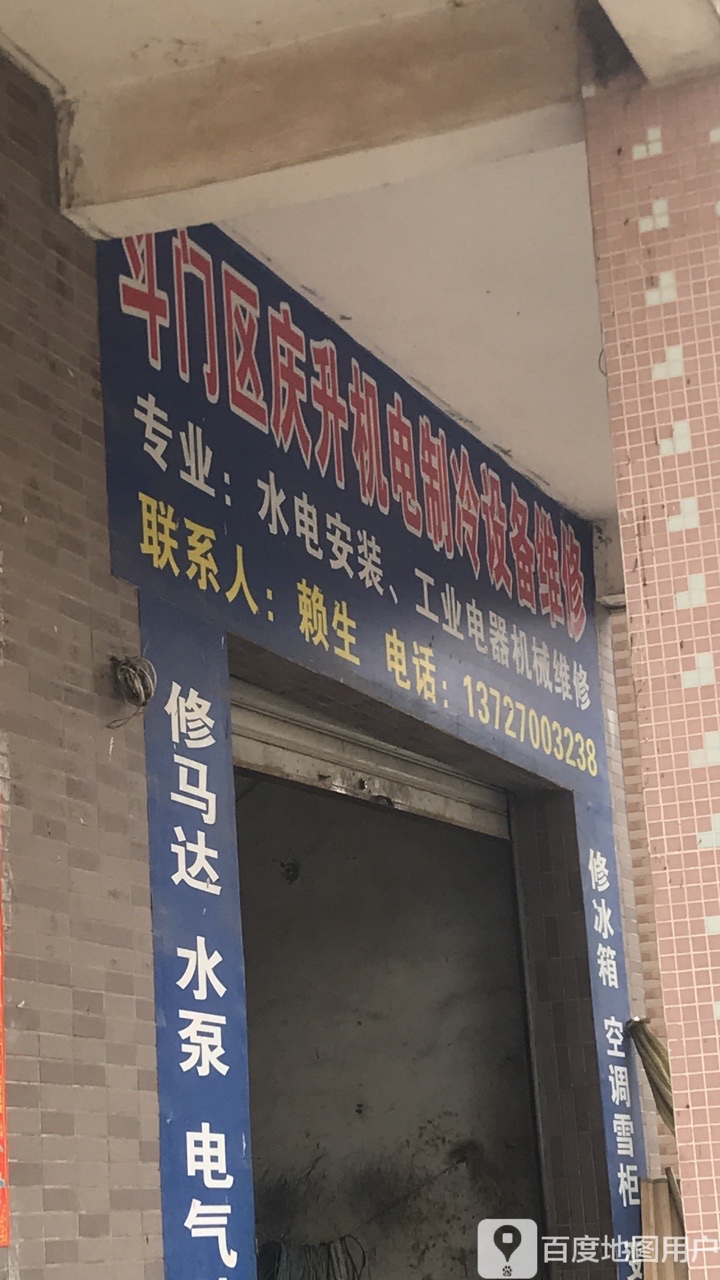 斗门区庆升机电制冷设备维修
专业：水电安装、工业电器机械维修
联系人：赖生 电话：13727003238
修马达 水泵 电气
修冰箱 空调雪柜
百度地图用户